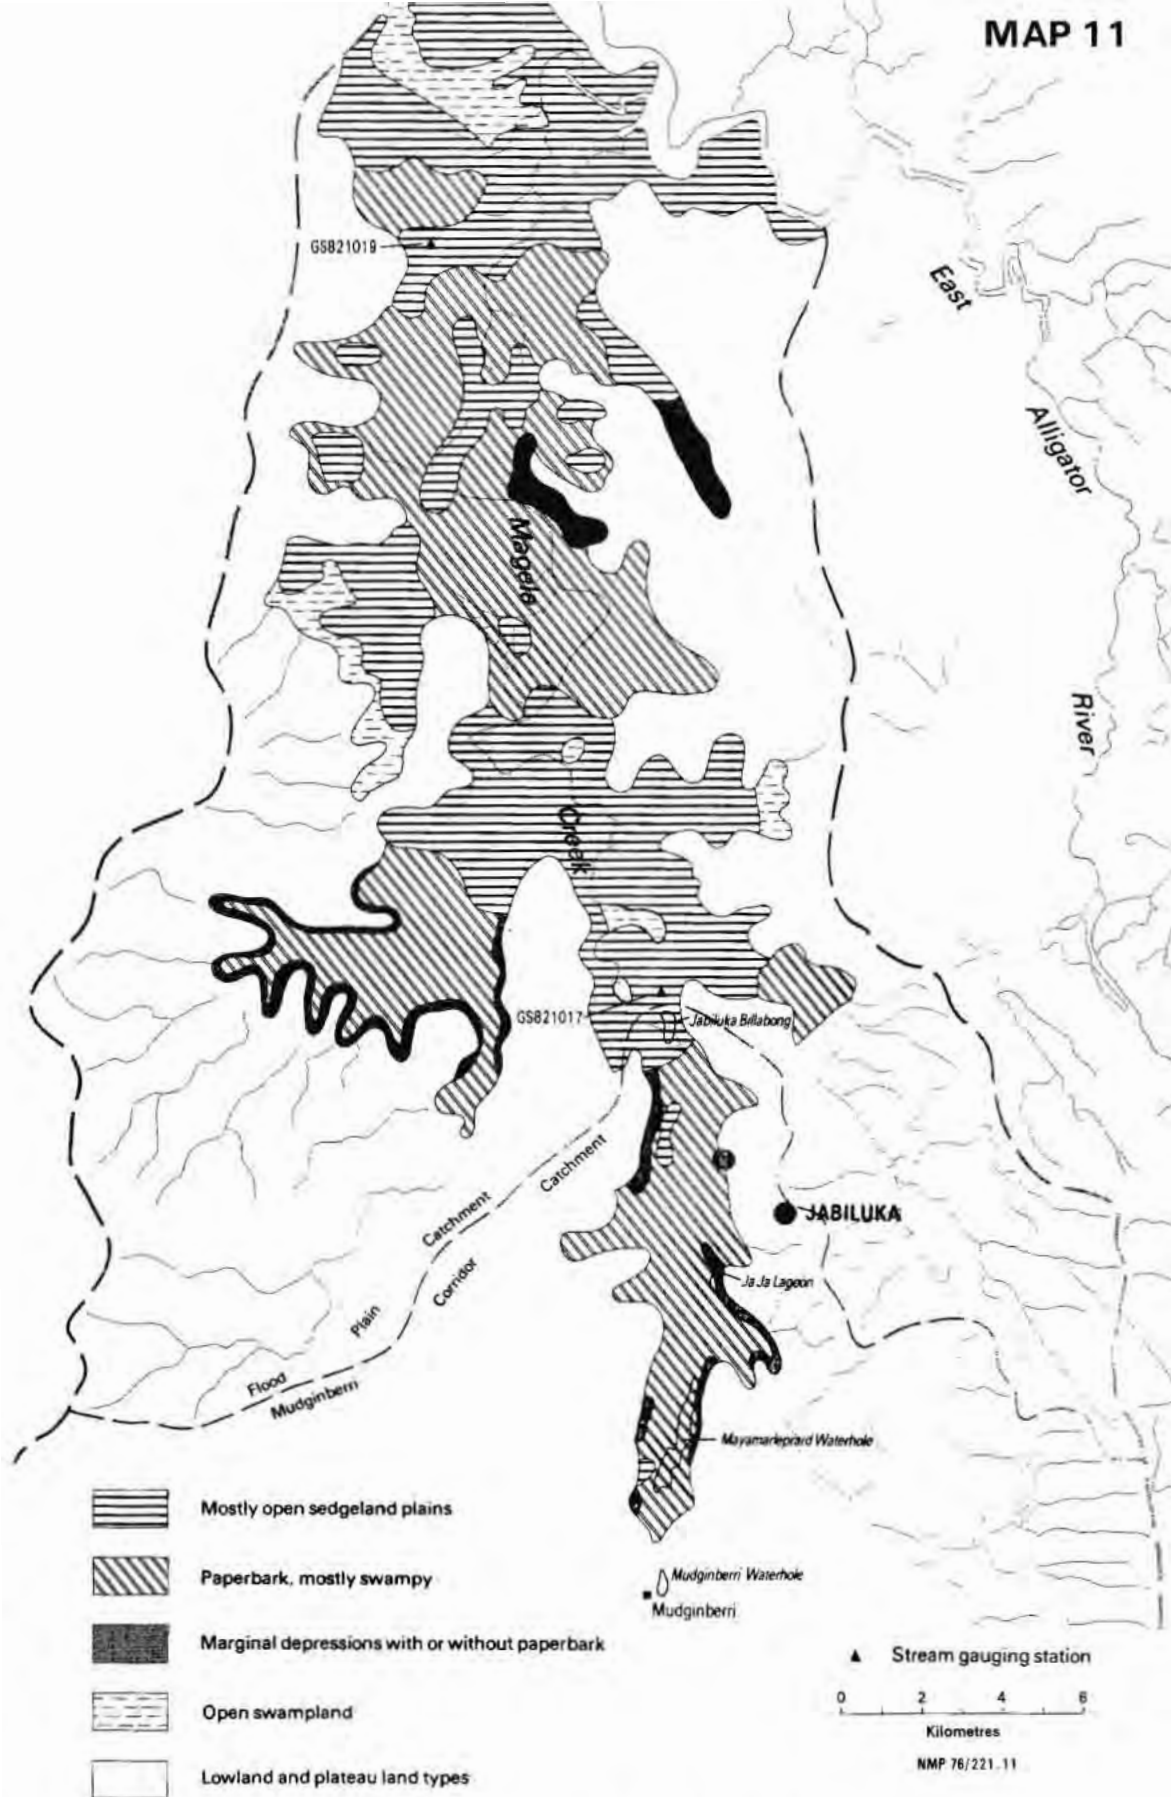 MAP 11
GS821019
East
Alligator
River
Magela
Creek
GS821017
Jabiluka Billabong
Catchment
Catchment
JABILUKA
Ja Ja Lagoon
Plain
Corridor
Flood
Mudginberri
Mayamarleprard Waterhole
Mostly open sedgeland plains
Paperbark, mostly swampy
Mudginberri Waterhole
Mudginberri
Marginal depressions with or without paperbark
Stream gauging station
Open swampland
0 2 4 6
Kilometres
NMP 76/221.11
Lowland and plateau land types